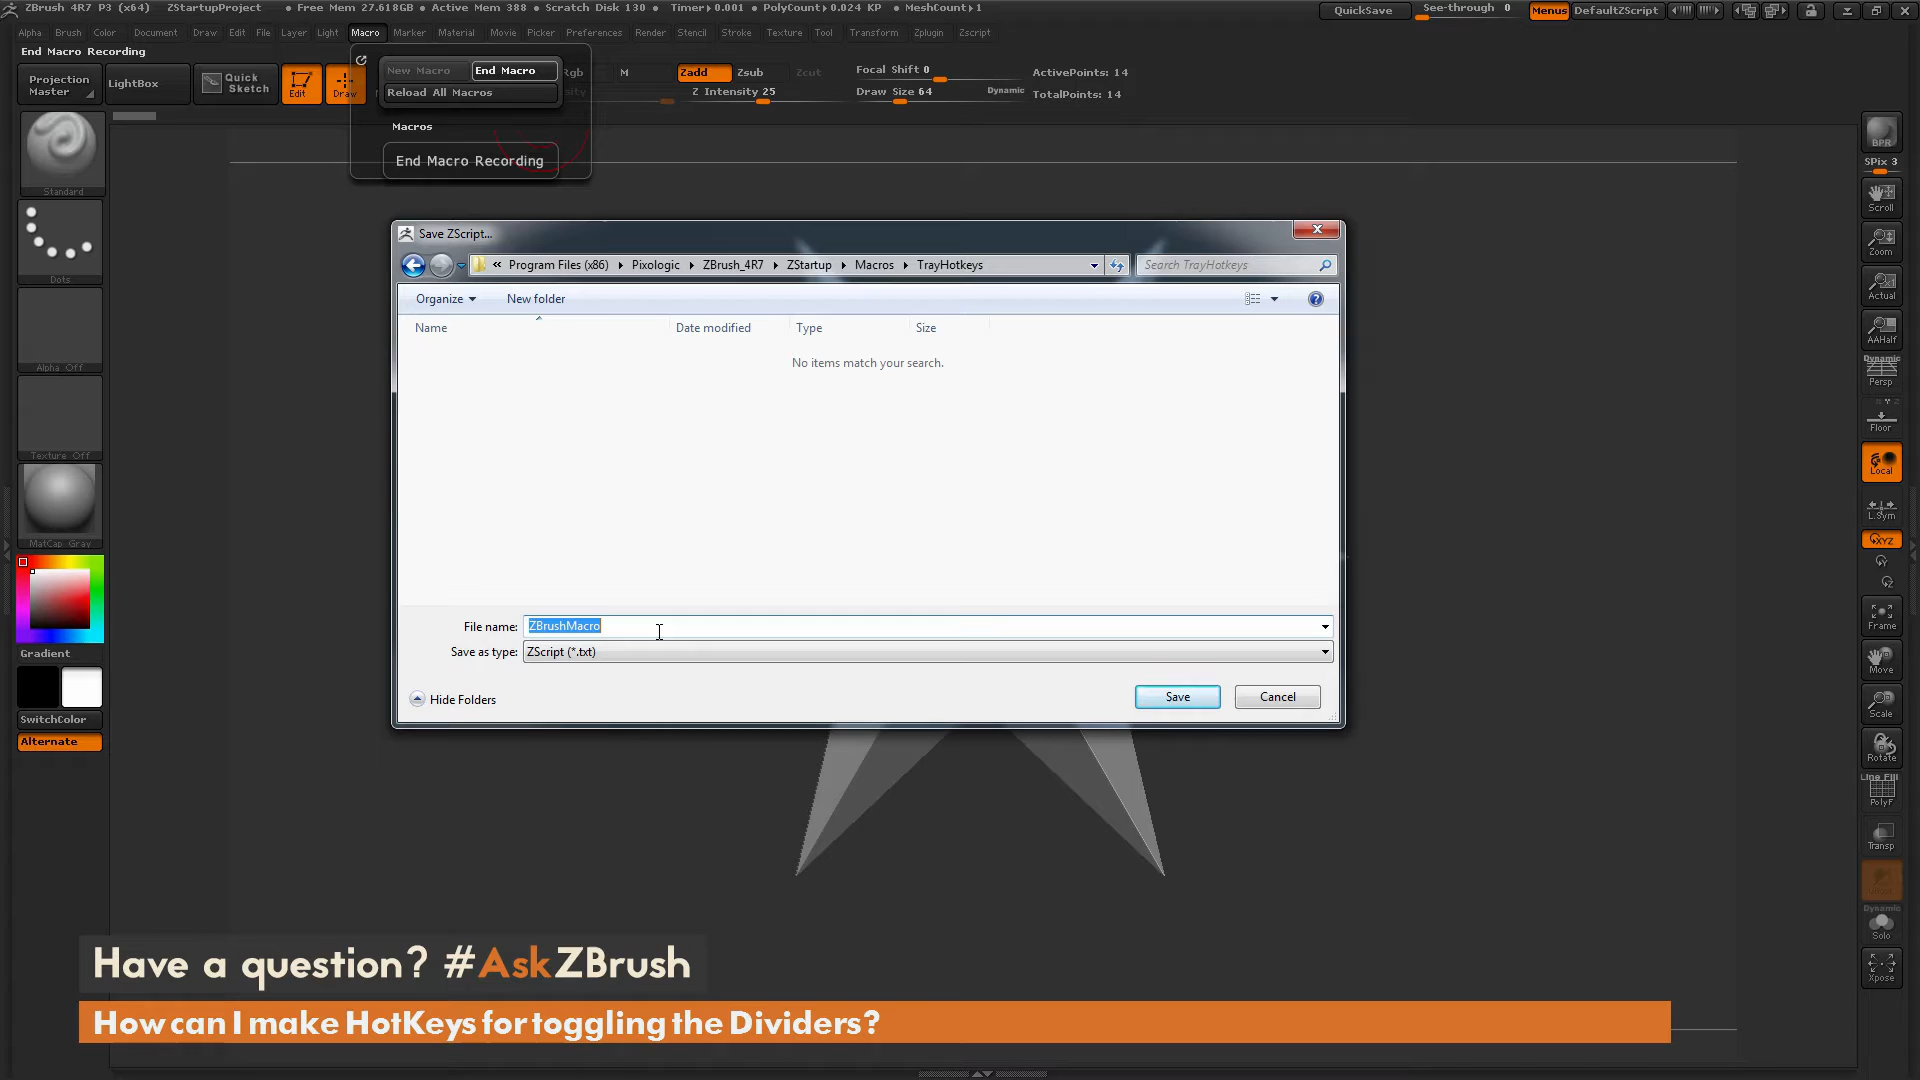 ZBrush 4R7 P3 (x64) ZStartupProject • Free Mem 27.618GB • Active Mem 388 • Scratch Disk 130 • Timer▸0.001 • PolyCount▸0.024 KP • MeshCount▸1 QuickSave See-through 0 Menus DefaultZScript
Alpha Brush Color Document Draw Edit File Layer Light Macro Marker Material Movie Picker Preferences Render Stencil Stroke Texture Tool Transform Zplugin Zscript
End Macro Recording
Projection Master
LightBox
Quick Sketch
Edit
Draw
New Macro End Macro
Reload All Macros
Macros
End Macro Recording
Rgb M Zadd Zsub Zcut
Z Intensity 25
Focal Shift 0
Draw Size 64 Dynamic
ActivePoints: 14
TotalPoints: 14
Standard
Dots
Alpha Off
Texture Off
MatCap Gray
Gradient
SwitchColor
Alternate
Save ZScript...
« Program Files (x86) ▸ Pixologic ▸ ZBrush_4R7 ▸ ZStartup ▸ Macros ▸ TrayHotkeys
Search TrayHotkeys
Organize New folder
Name Date modified Type Size
No items match your search.
File name: ZBrushMacro
Save as type: ZScript (*.txt)
Hide Folders Save Cancel
BPR
SPix 3
Scroll
Zoom
Actual
AAHalf
Dynamic
Persp
Floor
Local
L.Sym
XYZ
Y
Z
Frame
Move
Scale
Rotate
Line Fill
PolyF
Transp
Dynamic
Solo
Xpose
Have a question? #AskZBrush
How can I make HotKeys for toggling the Dividers?